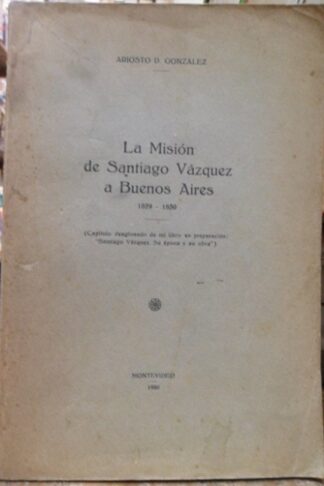 ARIOSTO D. GONZÁLEZ
La Misión
de Santiago Vázquez
a Buenos Aires
1829 - 1830
(Capítulo desglosado de mi libro en preparación:
"Santiago Vázquez. Su época y su obra")
MONTEVIDEO